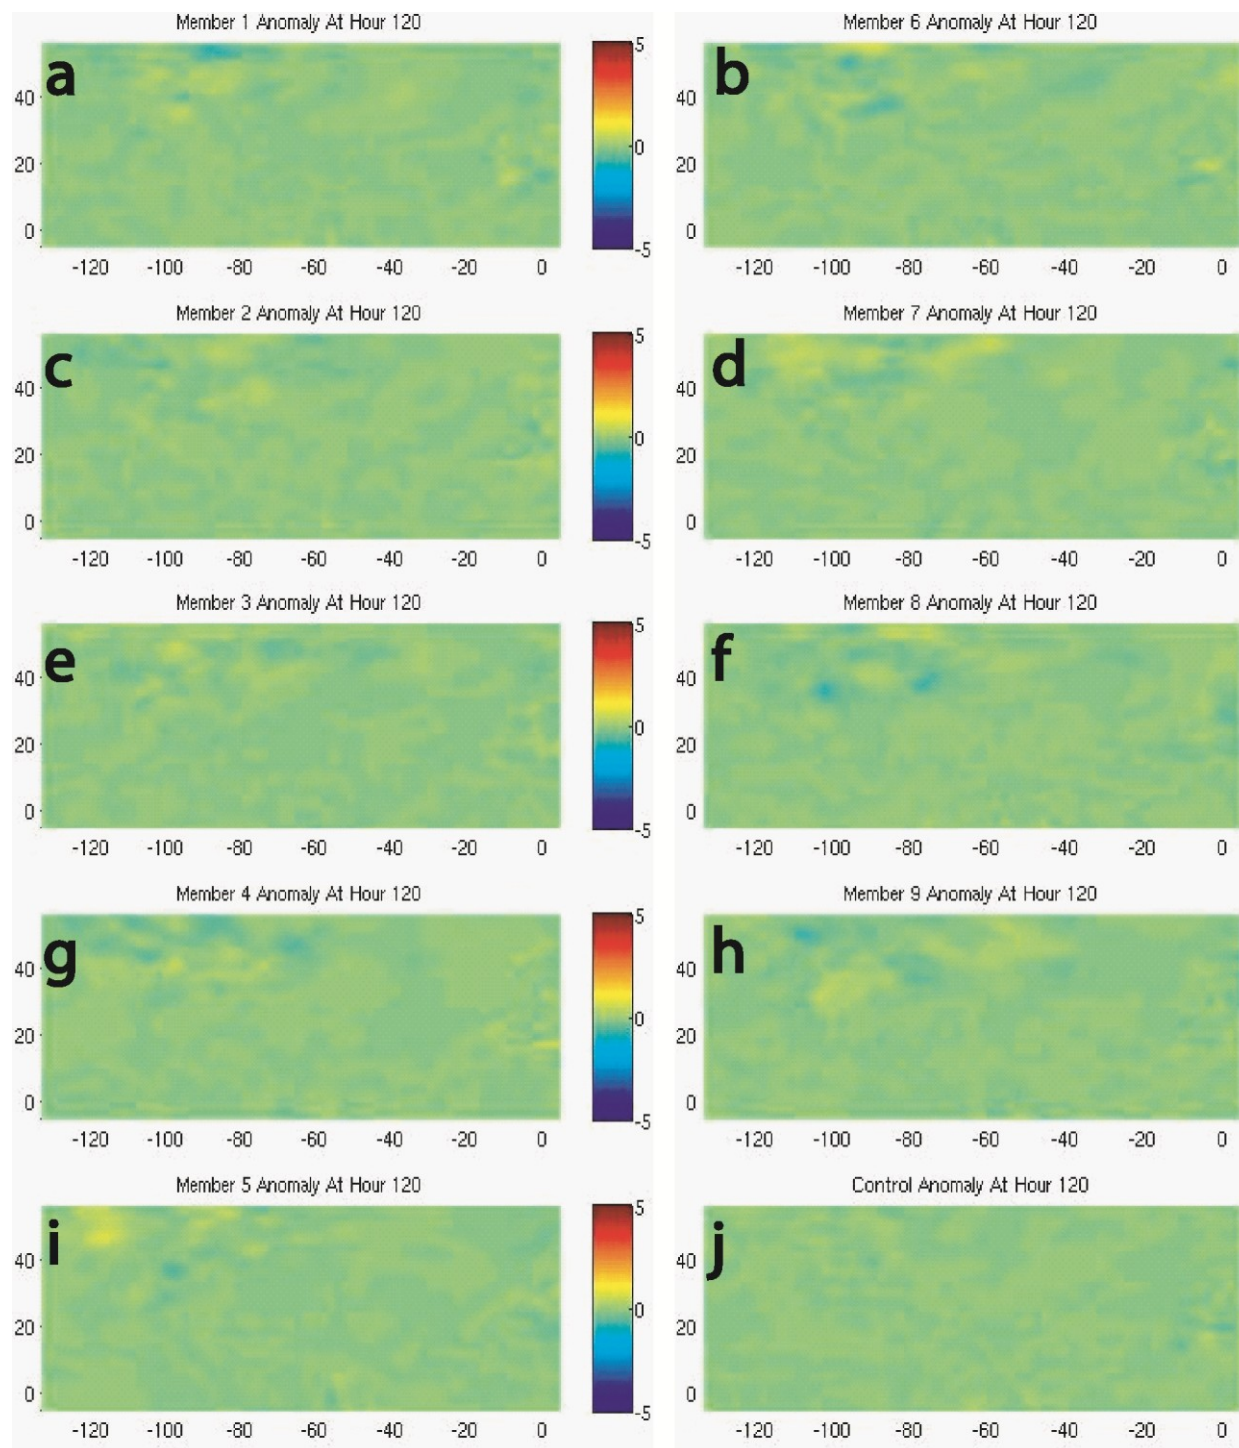 Member 1 Anomaly At Hour 120
a
40
20
0
-120 -100 -80 -60 -40 -20 0
5
0
-5
Member 6 Anomaly At Hour 120
b
40
20
0
-120 -100 -80 -60 -40 -20 0
Member 2 Anomaly At Hour 120
c
40
20
0
-120 -100 -80 -60 -40 -20 0
5
0
-5
Member 7 Anomaly At Hour 120
d
40
20
0
-120 -100 -80 -60 -40 -20 0
Member 3 Anomaly At Hour 120
e
40
20
0
-120 -100 -80 -60 -40 -20 0
5
0
-5
Member 8 Anomaly At Hour 120
f
40
20
0
-120 -100 -80 -60 -40 -20 0
Member 4 Anomaly At Hour 120
g
40
20
0
-120 -100 -80 -60 -40 -20 0
5
0
-5
Member 9 Anomaly At Hour 120
h
40
20
0
-120 -100 -80 -60 -40 -20 0
Member 5 Anomaly At Hour 120
i
40
20
0
-120 -100 -80 -60 -40 -20 0
5
0
-5
Control Anomaly At Hour 120
j
40
20
0
-120 -100 -80 -60 -40 -20 0